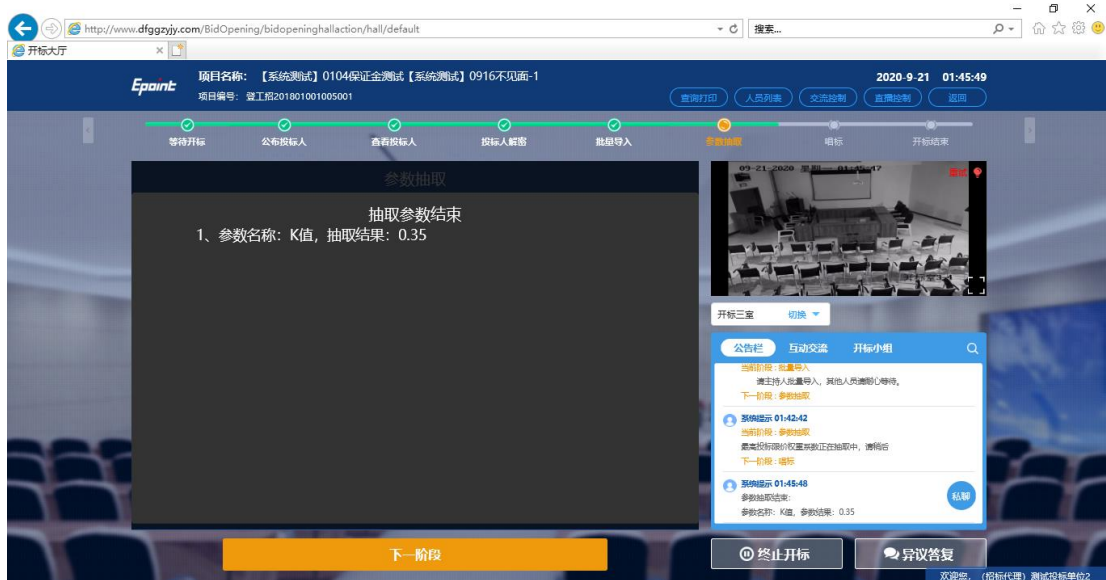 http://www.dfggzyjy.com/BidOpening/bidopeninghallaction/hall/default
搜索...
开标大厅
Epoint
项目名称: 【系统测试】0104保证金测试【系统测试】0916不见面-1
2020-9-21 01:45:49
项目编号: 登工招201801001005001
查询打印
人员列表
交流控制
直播控制
返回
等待开标
公布投标人
查看投标人
投标人解密
批量导入
参数抽取
唱标
开标结束
参数抽取
抽取参数结束
1、参数名称：K值，抽取结果：0.35
09-21-2020 星期一 01:45:47
重试
开标三室
切换
公告栏
互动交流
开标小组
当前阶段 : 批量导入
请主持人批量导入，其他人员请耐心等待。
下一阶段 : 参数抽取
系统提示 01:42:42
当前阶段 : 参数抽取
最高投标限价权重系数正在抽取中，请稍后
下一阶段 : 唱标
系统提示 01:45:48
参数抽取结束:
参数名称：K值，参数结果：0.35
私聊
下一阶段
终止开标
异议答复
欢迎您，（招标代理）测试投标单位2